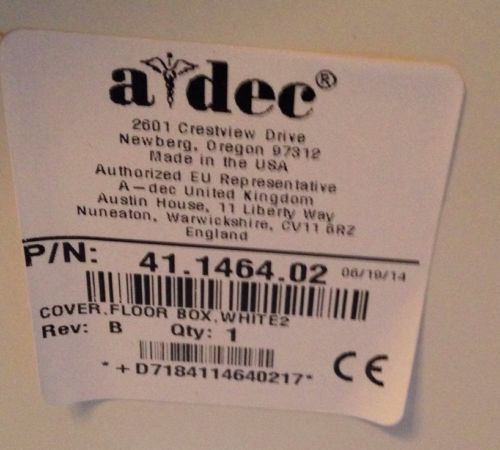 a dec®
2601 Crestview Drive
Newberg, Oregon 97312
Made in the USA
Authorized EU Representative
A-dec United Kingdom
Austin House, 11 Liberty Way
Nuneaton, Warwickshire, CV11 6RZ
England
P/N: 41.1464.02 06/19/14
COVER.FLOOR BOX.WHITE2
Rev: B Qty: 1
*+D7184114640217*
CE